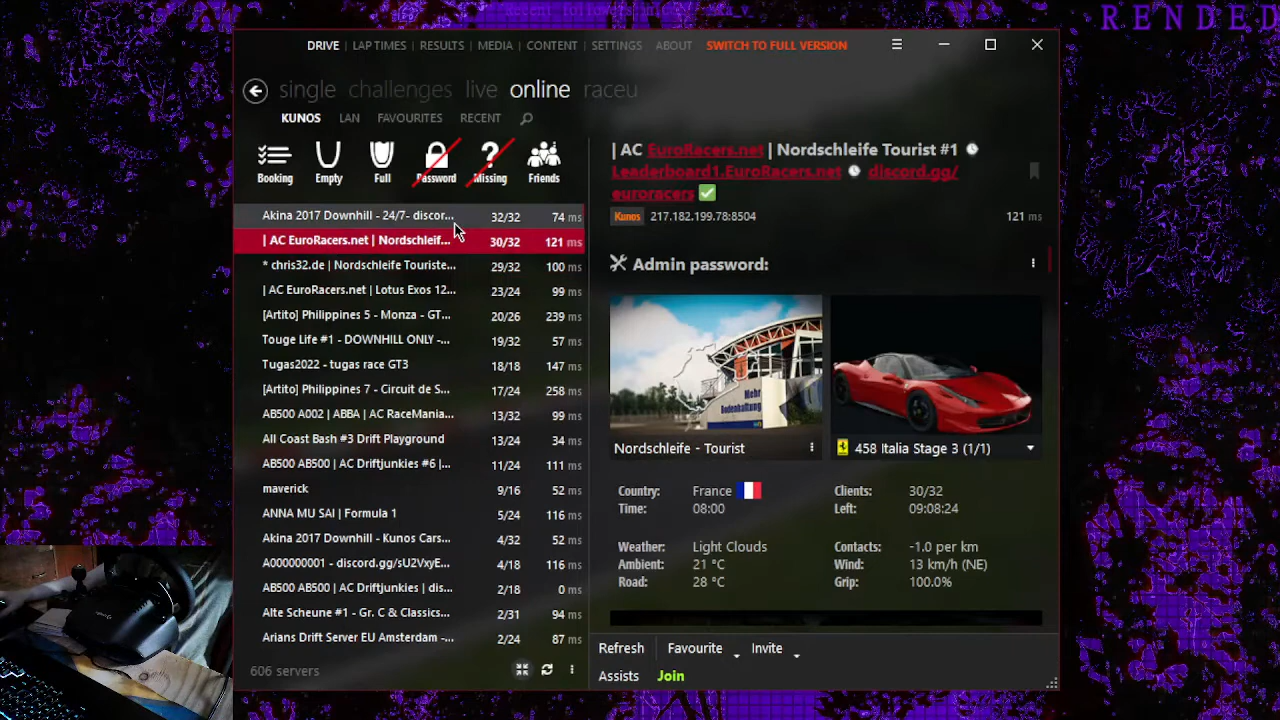 RENDED
DRIVE | LAP TIMES | RESULTS | MEDIA | CONTENT | SETTINGS | ABOUT SWITCH TO FULL VERSION
single challenges live online raceu
KUNOS LAN FAVOURITES RECENT
Booking Empty Full Password Missing Friends
Akina 2017 Downhill - 24/7- discor... 32/32 74 ms
| AC EuroRacers.net | Nordschleif... 30/32 121 ms
* chris32.de | Nordschleife Touriste... 29/32 100 ms
| AC EuroRacers.net | Lotus Exos 12... 23/24 99 ms
[Artito] Philippines 5 - Monza - GT... 20/26 239 ms
Touge Life #1 - DOWNHILL ONLY -... 19/32 57 ms
Tugas2022 - tugas race GT3 18/18 147 ms
[Artito] Philippines 7 - Circuit de S... 17/24 258 ms
AB500 A002 | ABBA | AC RaceMania... 13/32 99 ms
All Coast Bash #3 Drift Playground 13/24 34 ms
AB500 AB500 | AC Driftjunkies #6 |... 11/24 111 ms
maverick 9/16 52 ms
ANNA MU SAI | Formula 1 5/24 116 ms
Akina 2017 Downhill - Kunos Cars... 4/32 52 ms
A000000001 - discord.gg/sU2VxyE... 4/18 116 ms
AB500 AB500 | AC Driftjunkies | dis... 2/18 0 ms
Alte Scheune #1 - Gr. C & Classics... 2/31 94 ms
Arians Drift Server EU Amsterdam -... 2/24 87 ms
606 servers
| AC EuroRacers.net | Nordschleife Tourist #1
Leaderboard1.EuroRacers.net discord.gg/
euroracers
Kunos 217.182.199.78:8504 121 ms
Admin password:
Mehr
Bodenhaltung
Nordschleife - Tourist
458 Italia Stage 3 (1/1)
Country: France Clients: 30/32
Time: 08:00 Left: 09:08:24
Weather: Light Clouds Contacts: -1.0 per km
Ambient: 21 °C Wind: 13 km/h (NE)
Road: 28 °C Grip: 100.0%
Refresh Favourite Invite
Assists Join